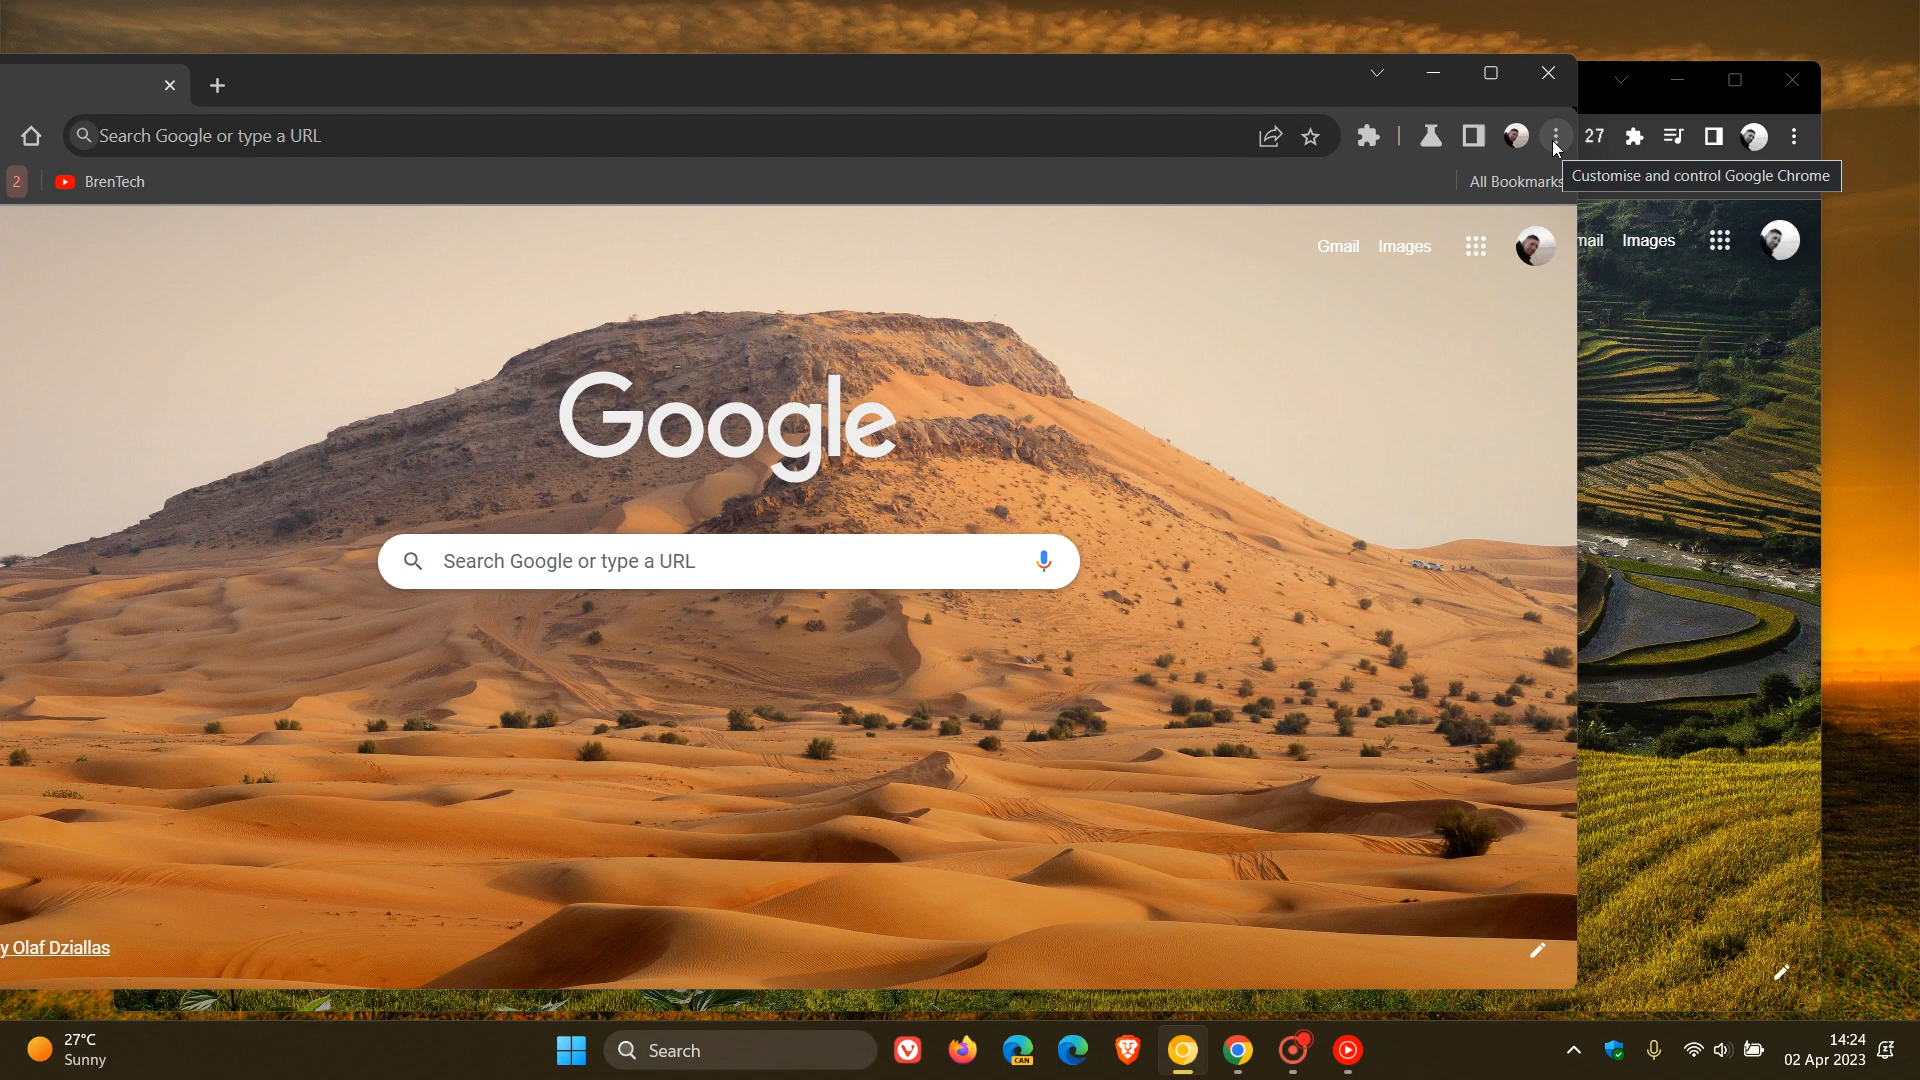 Search Google or type a URL
27
2
BrenTech
All Bookmarks
Customise and control Google Chrome
Gmail
Images
mail
Images
Google
Search Google or type a URL
y Olaf Dziallas
27°C
Sunny
Search
CAN
14:24
02 Apr 2023